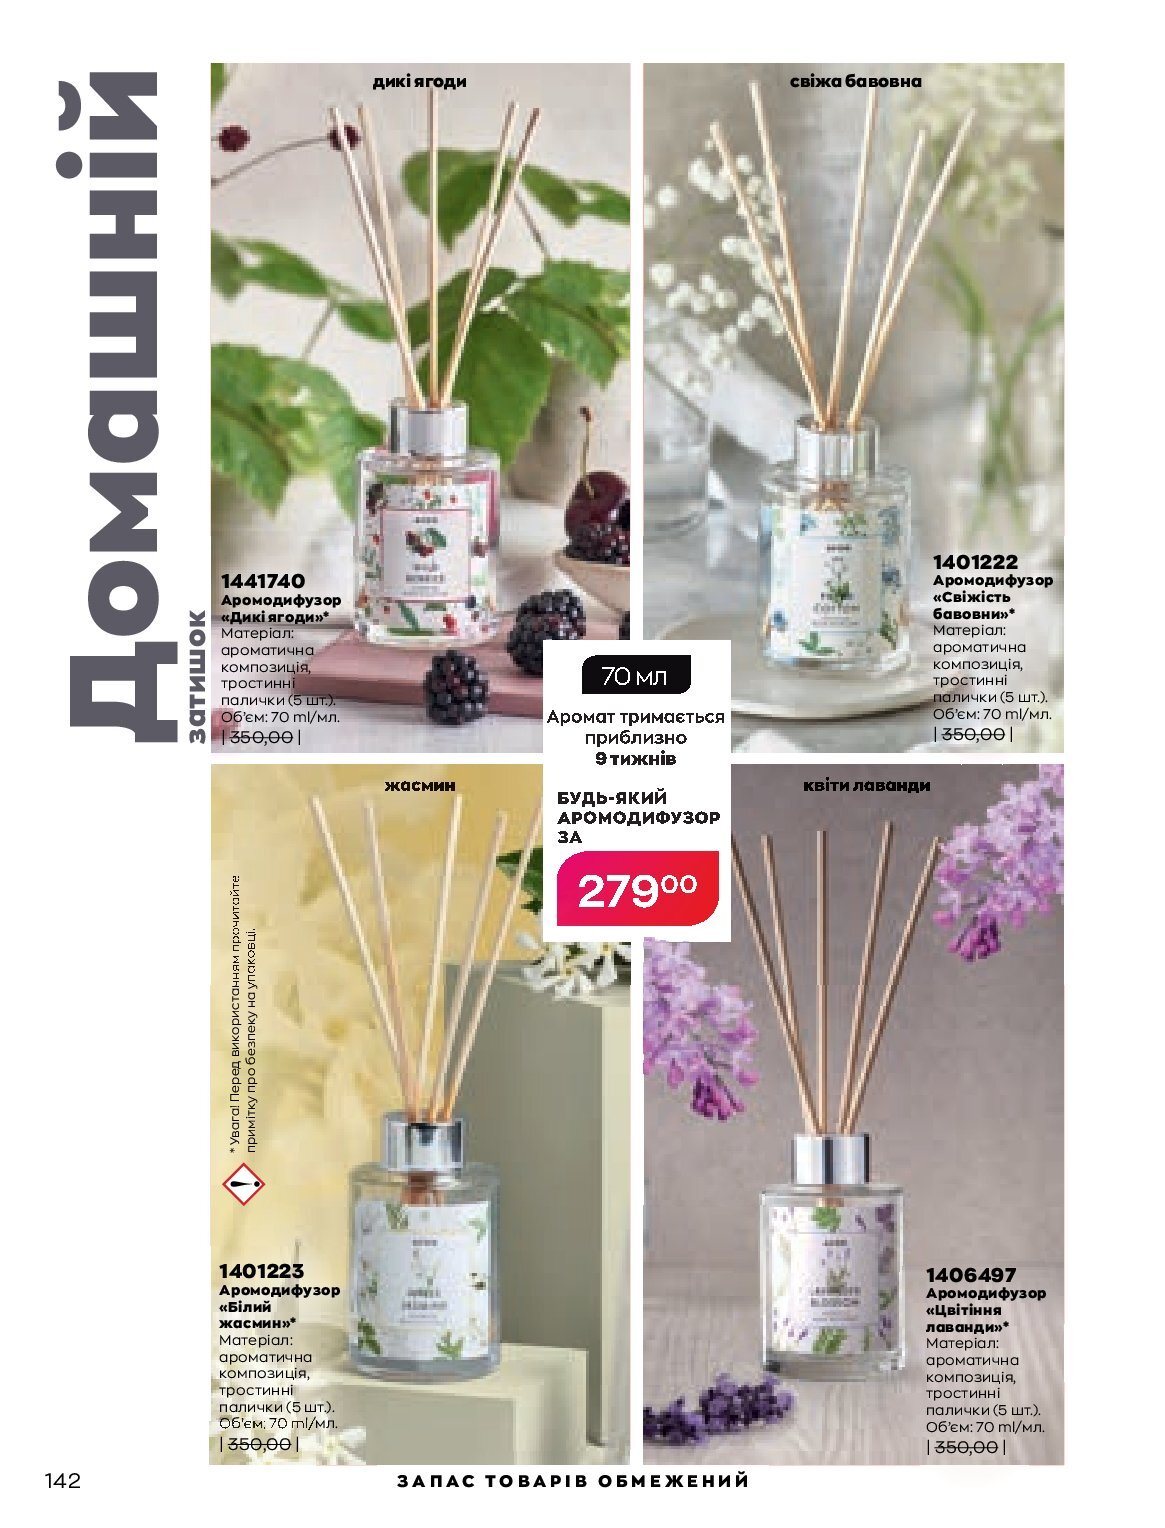 Домашній
затишок
дикі ягоди
1441740
Аромодифузор
«Дикі ягоди»*
Матеріал:
ароматична
композиція,
тростинні
палички (5 шт.).
Об'єм: 70 ml/мл.
| 350,00 |
свіжа бавовна
1401222
Аромодифузор
«Свіжість
бавовни»*
Матеріал:
ароматична
композиція,
тростинні
палички (5 шт.).
Об'єм: 70 ml/мл.
| 350,00 |
70 мл
Аромат тримається
приблизно
9 тижнів
БУДЬ-ЯКИЙ
АРОМОДИФУЗОР
ЗА
279⁰⁰
жасмин
* Увага! Перед використанням прочитайте
примітку про безпеку на упаковці.
1401223
Аромодифузор
«Білий
жасмин»*
Матеріал:
ароматична
композиція,
тростинні
палички (5 шт.).
Об'єм: 70 ml/мл.
| 350,00 |
квіти лаванди
1406497
Аромодифузор
«Цвітіння
лаванди»*
Матеріал:
ароматична
композиція,
тростинні
палички (5 шт.).
Об'єм: 70 ml/мл.
| 350,00 |
COTTON
142
ЗАПАС ТОВАРІВ ОБМЕЖЕНИЙ